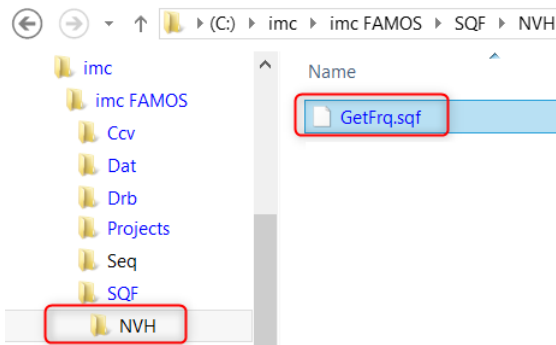 (C:) imc imc FAMOS SQF NVH
imc
imc FAMOS
Ccv
Dat
Drb
Projects
Seq
SQF
NVH
Name
GetFrq.sqf